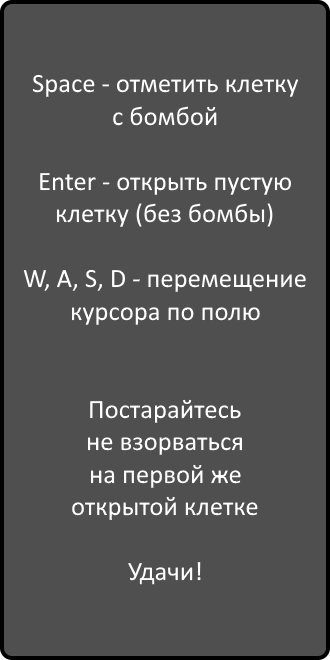 Space - отметить клетку
с бомбой
Enter - открыть пустую
клетку (без бомбы)
W, A, S, D - перемещение
курсора по полю
Постарайтесь
не взорваться
на первой же
открытой клетке
Удачи!